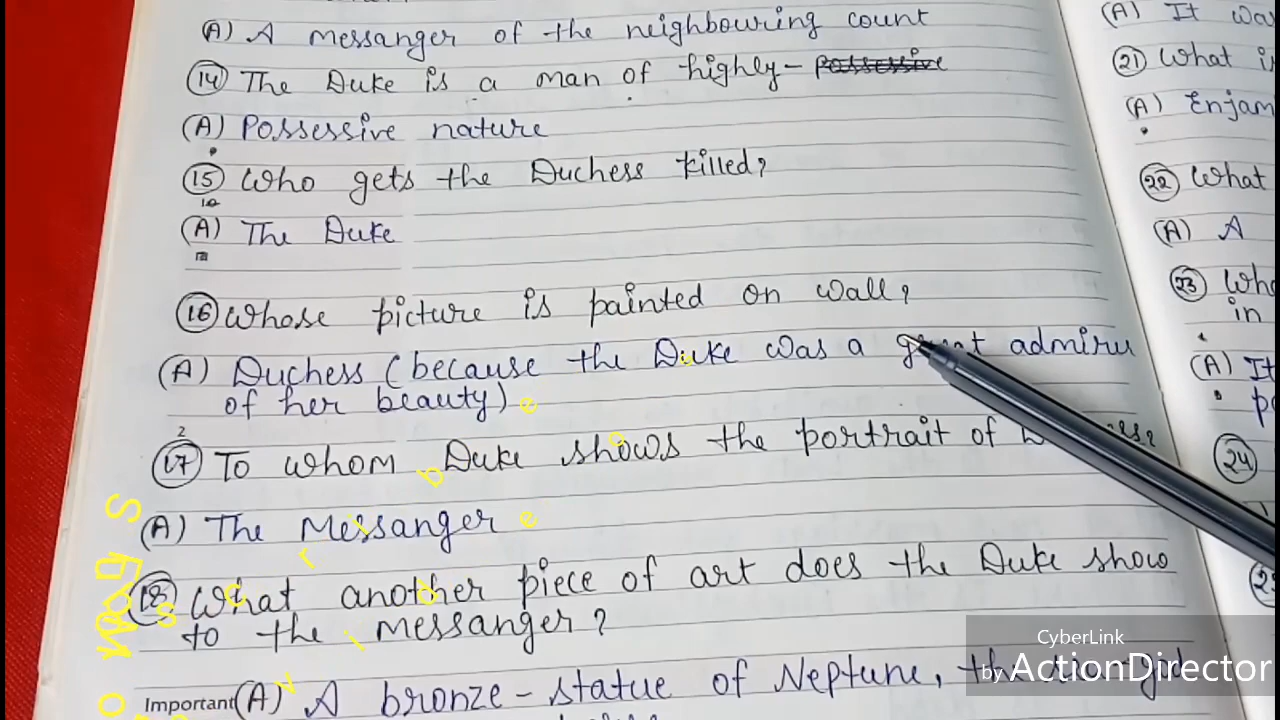 (A) A messanger of the neighbouring count
(14) The Duke is a man of highly-
(A) Possessive nature
(15) Who gets the Duchess killed?
(A) The Duke
(16) Whose picture is painted on wall?
(A) Duchess (because the Duke was a great admirer
of her beauty)
(17) To whom Duke shows the portrait of
(A) The Messanger
(18) What another piece of art does the Duke show
to the messanger?
Important (A) A bronze-statue of Neptune,
(A) It
(21) What
(A)
(22) What
(A) A
(23)
in
(A) It
(24)
CyberLink
by ActionDirector